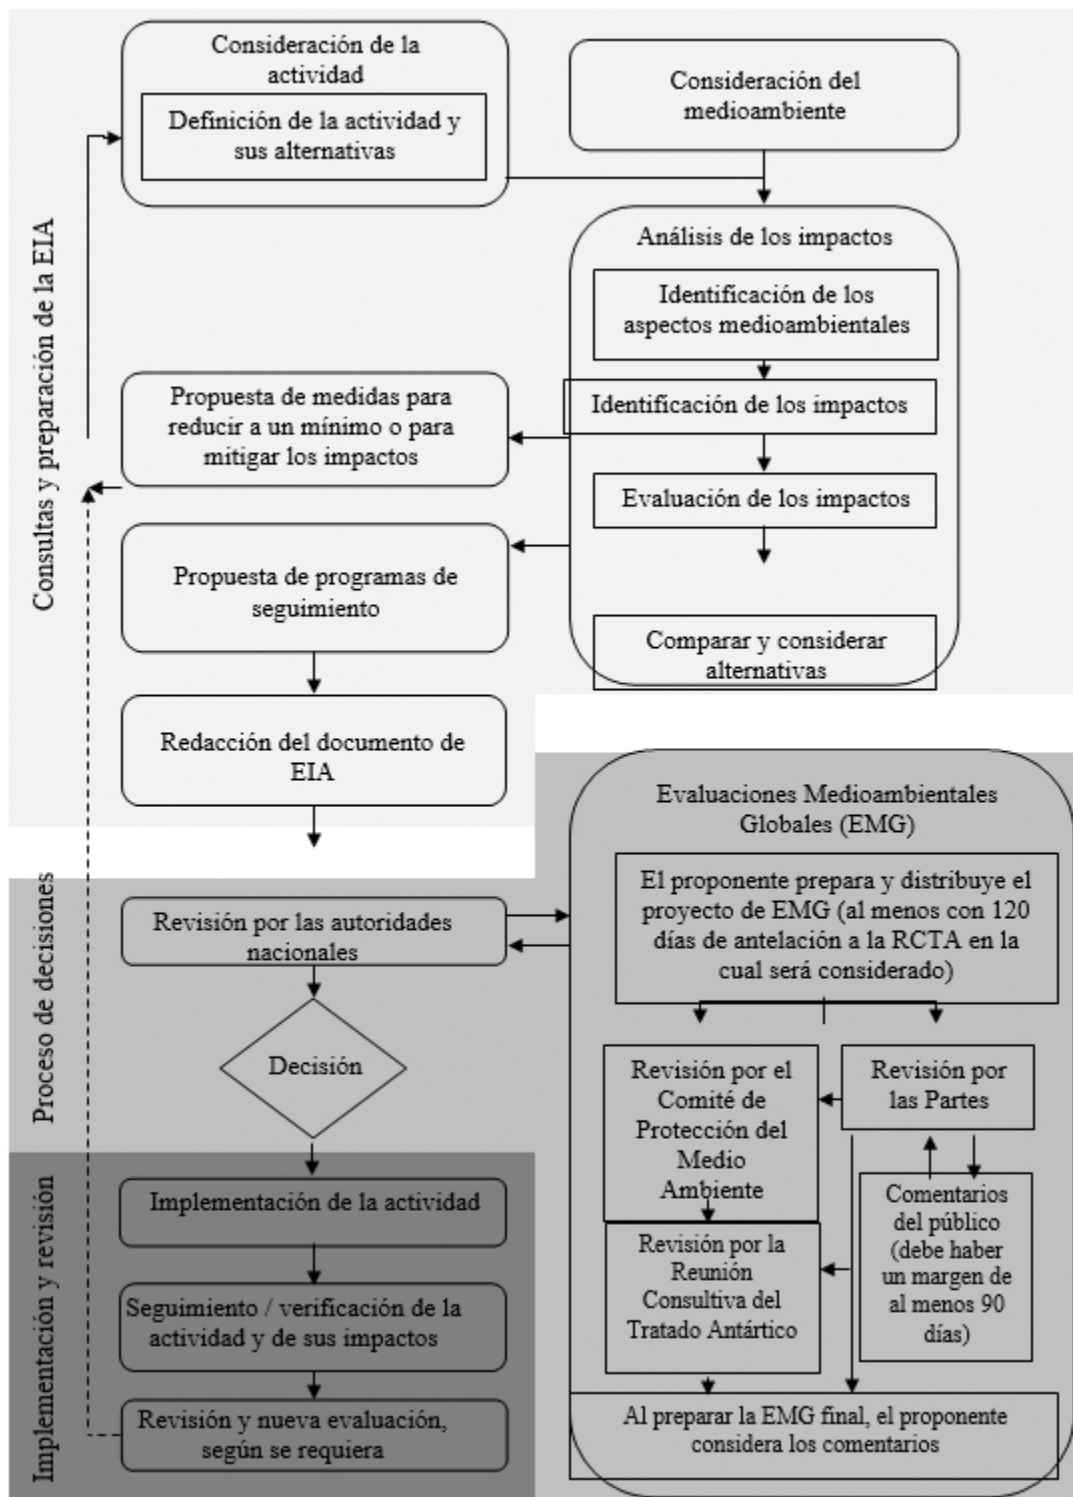 Consultas y preparación de la EIA
Consideración de la
actividad
Definición de la actividad y
sus alternativas
Consideración del
medioambiente
Análisis de los impactos
Identificación de los
aspectos medioambientales
Identificación de los impactos
Evaluación de los impactos
Comparar y considerar
alternativas
Propuesta de medidas para
reducir a un mínimo o para
mitigar los impactos
Propuesta de programas de
seguimiento
Redacción del documento de
EIA
Proceso de decisiones
Revisión por las autoridades
nacionales
Decisión
Evaluaciones Medioambientales
Globales (EMG)
El proponente prepara y distribuye el
proyecto de EMG (al menos con 120
días de antelación a la RCTA en la
cual será considerado)
Revisión por el
Comité de
Protección del
Medio
Ambiente
Revisión por
las Partes
Comentarios
del público
(debe haber
un margen de
al menos 90
días)
Revisión por la
Reunión
Consultiva del
Tratado Antártico
Al preparar la EMG final, el proponente
considera los comentarios
Implementación y revisión
Implementación de la actividad
Seguimiento / verificación de la
actividad y de sus impactos
Revisión y nueva evaluación,
según se requiera